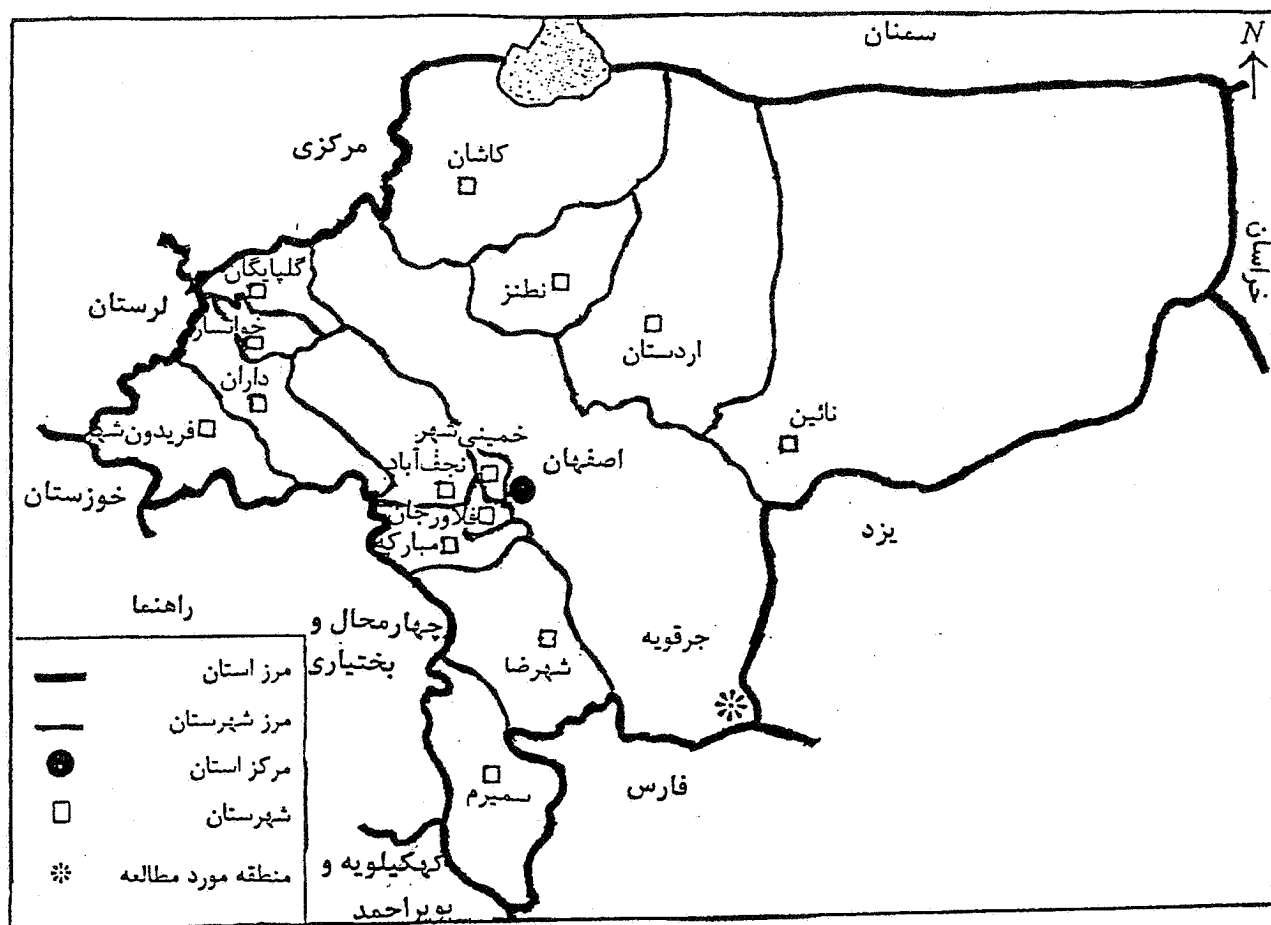 سمنان
N
مرکزی
کاشان
خراسان
گلپایگان
نطنز
لرستان
خوانسار
اردستان
داران
نائین
فریدون‌شهر
خمینی‌شهر
اصفهان
نجف‌آباد
خوزستان
فلاورجان
یزد
مبارکه
راهنما
چهارمحال و
بختیاری
جرقویه
شهرضا
مرز استان
مرز شهرستان
مرکز استان
شهرستان
منطقه مورد مطالعه
فارس
سمیرم
کهکیلویه و
بویراحمد